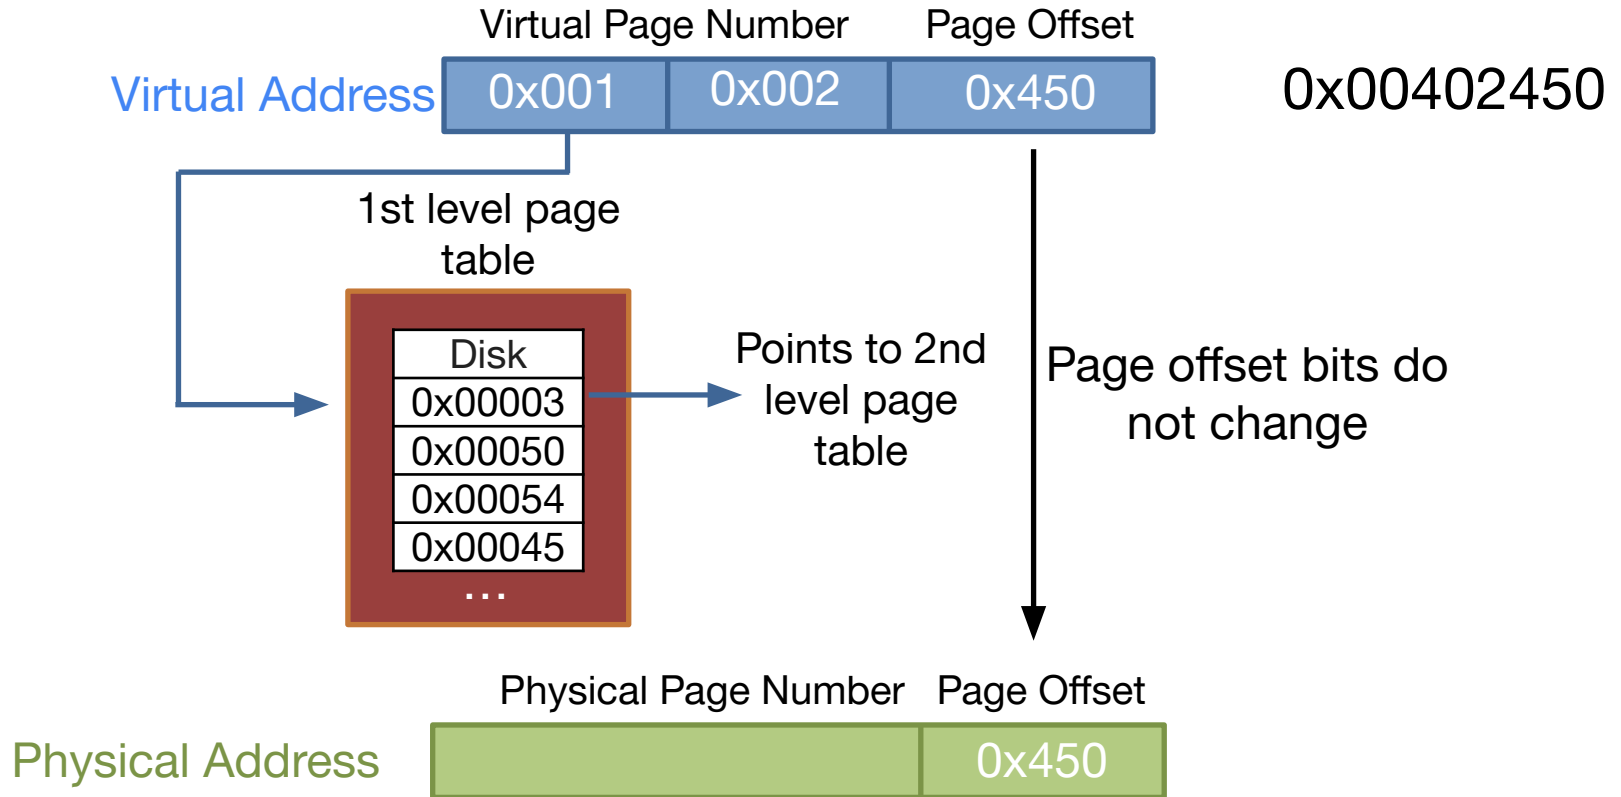 Virtual Page Number
Page Offset
Virtual Address
0x001
0x002
0x450
0x00402450
1st level page
table
Disk
0x00003
0x00050
0x00054
0x00045
...
Points to 2nd
level page
table
Page offset bits do
not change
Physical Page Number
Page Offset
Physical Address
0x450